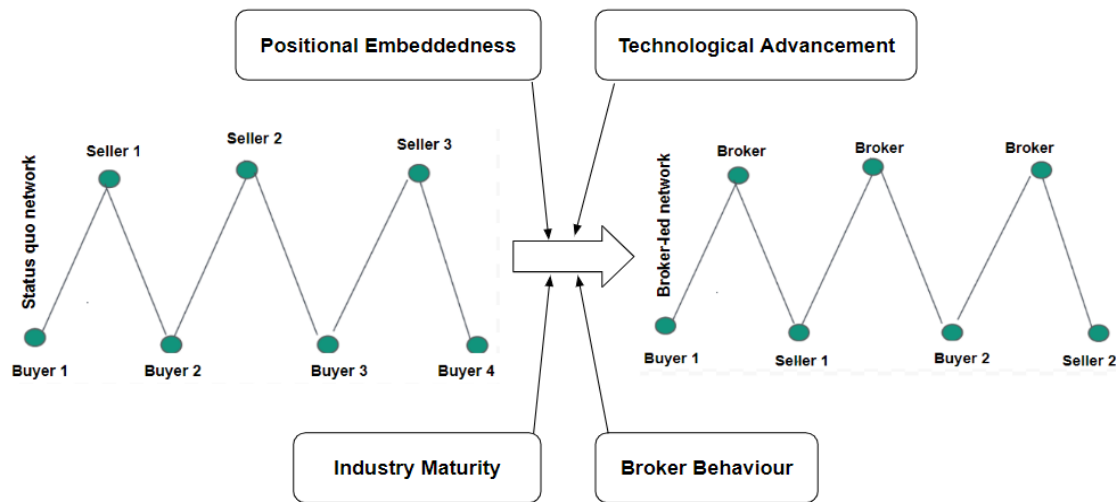 Positional Embeddedness
Technological Advancement
Status quo network
Seller 1
Seller 2
Seller 3
Buyer 1
Buyer 2
Buyer 3
Buyer 4
Broker-led network
Broker
Broker
Broker
Buyer 1
Seller 1
Buyer 2
Seller 2
Industry Maturity
Broker Behaviour